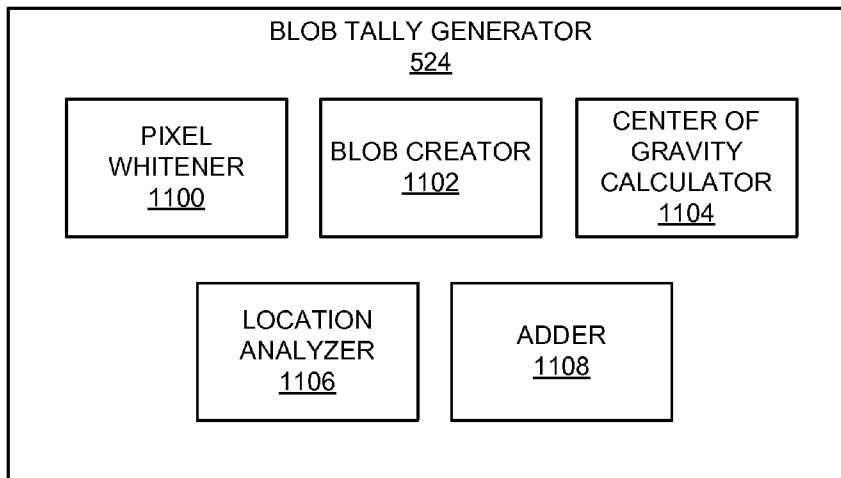 BLOB TALLY GENERATOR
524
PIXEL
WHITENER
1100
BLOB CREATOR
1102
CENTER OF
GRAVITY
CALCULATOR
1104
LOCATION
ANALYZER
1106
ADDER
1108